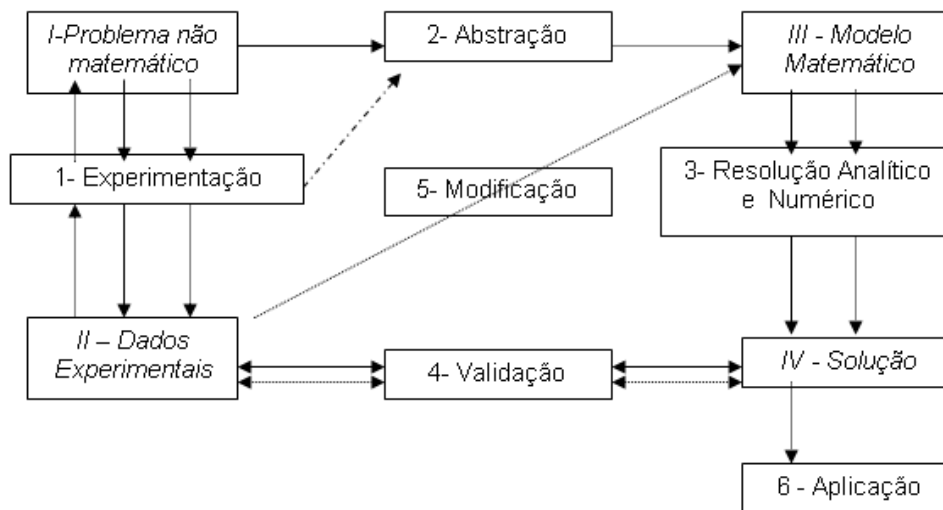 I-Problema não
matemático
2- Abstração
III - Modelo
Matemático
1- Experimentação
5- Modificação
3- Resolução Analítico
e Numérico
II – Dados
Experimentais
4- Validação
IV - Solução
6 - Aplicação